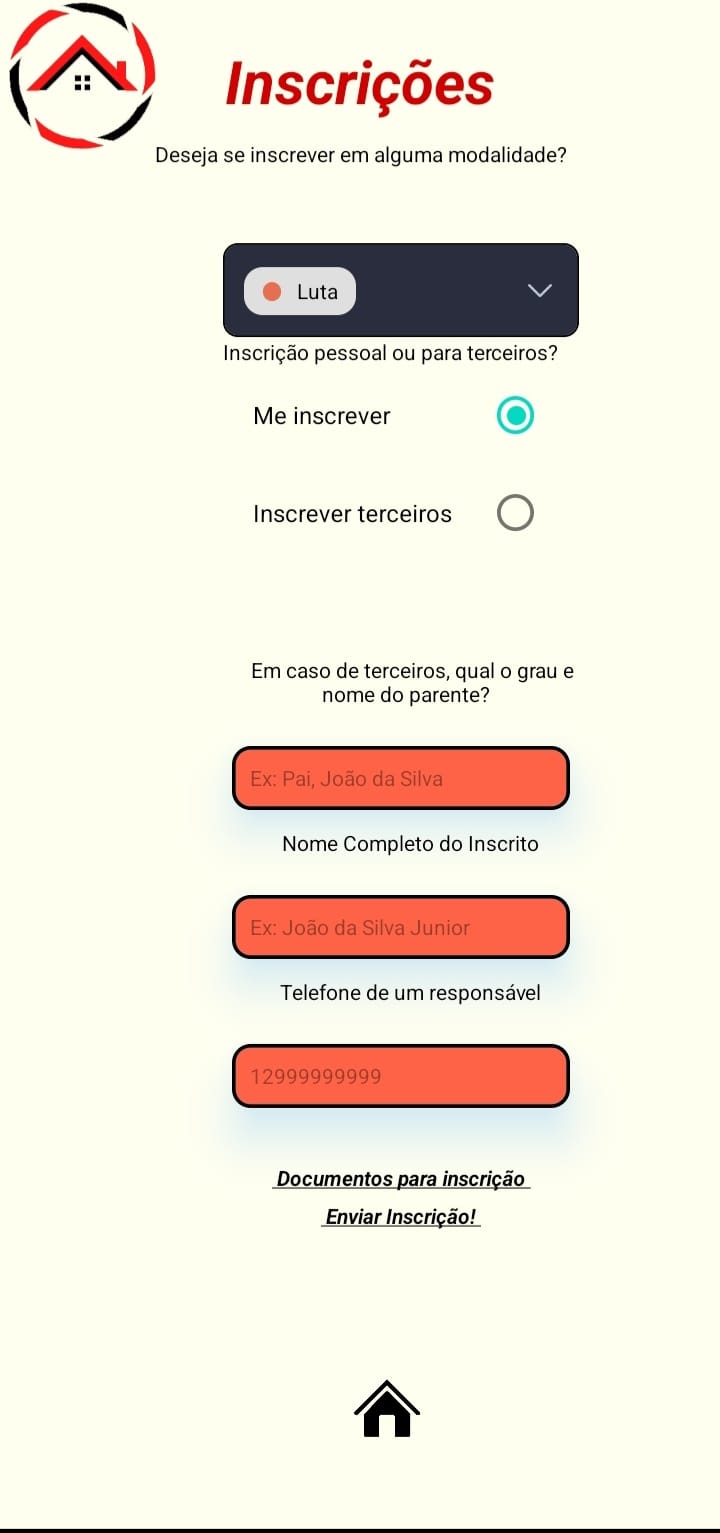 Inscrições
Deseja se inscrever em alguma modalidade?
Luta
Inscrição pessoal ou para terceiros?
Me inscrever
Inscrever terceiros
Em caso de terceiros, qual o grau e
nome do parente?
Ex: Pai, João da Silva
Nome Completo do Inscrito
Ex: João da Silva Junior
Telefone de um responsável
12999999999
Documentos para inscrição
Enviar Inscrição!